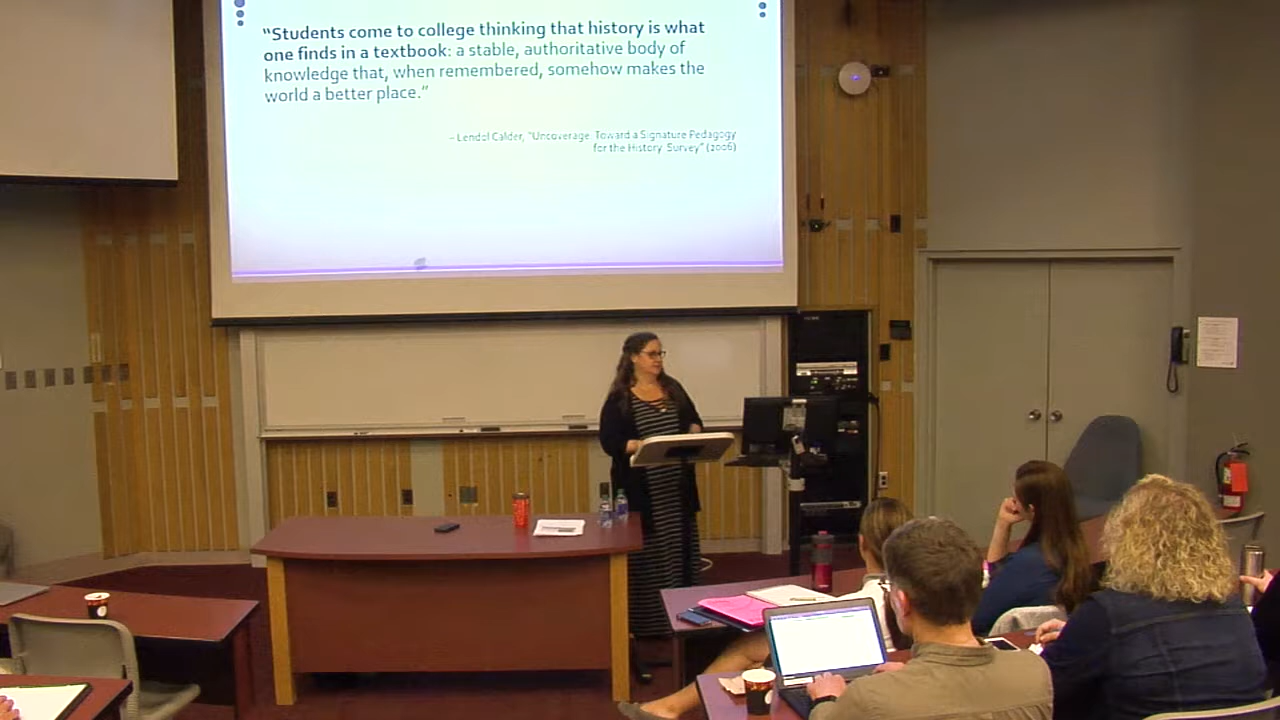 “Students come to college thinking that history is what
one finds in a textbook: a stable, authoritative body of
knowledge that, when remembered, somehow makes the
world a better place.”
– Lendol Calder, “Uncoverage: Toward a Signature Pedagogy
for the History Survey” (2006)